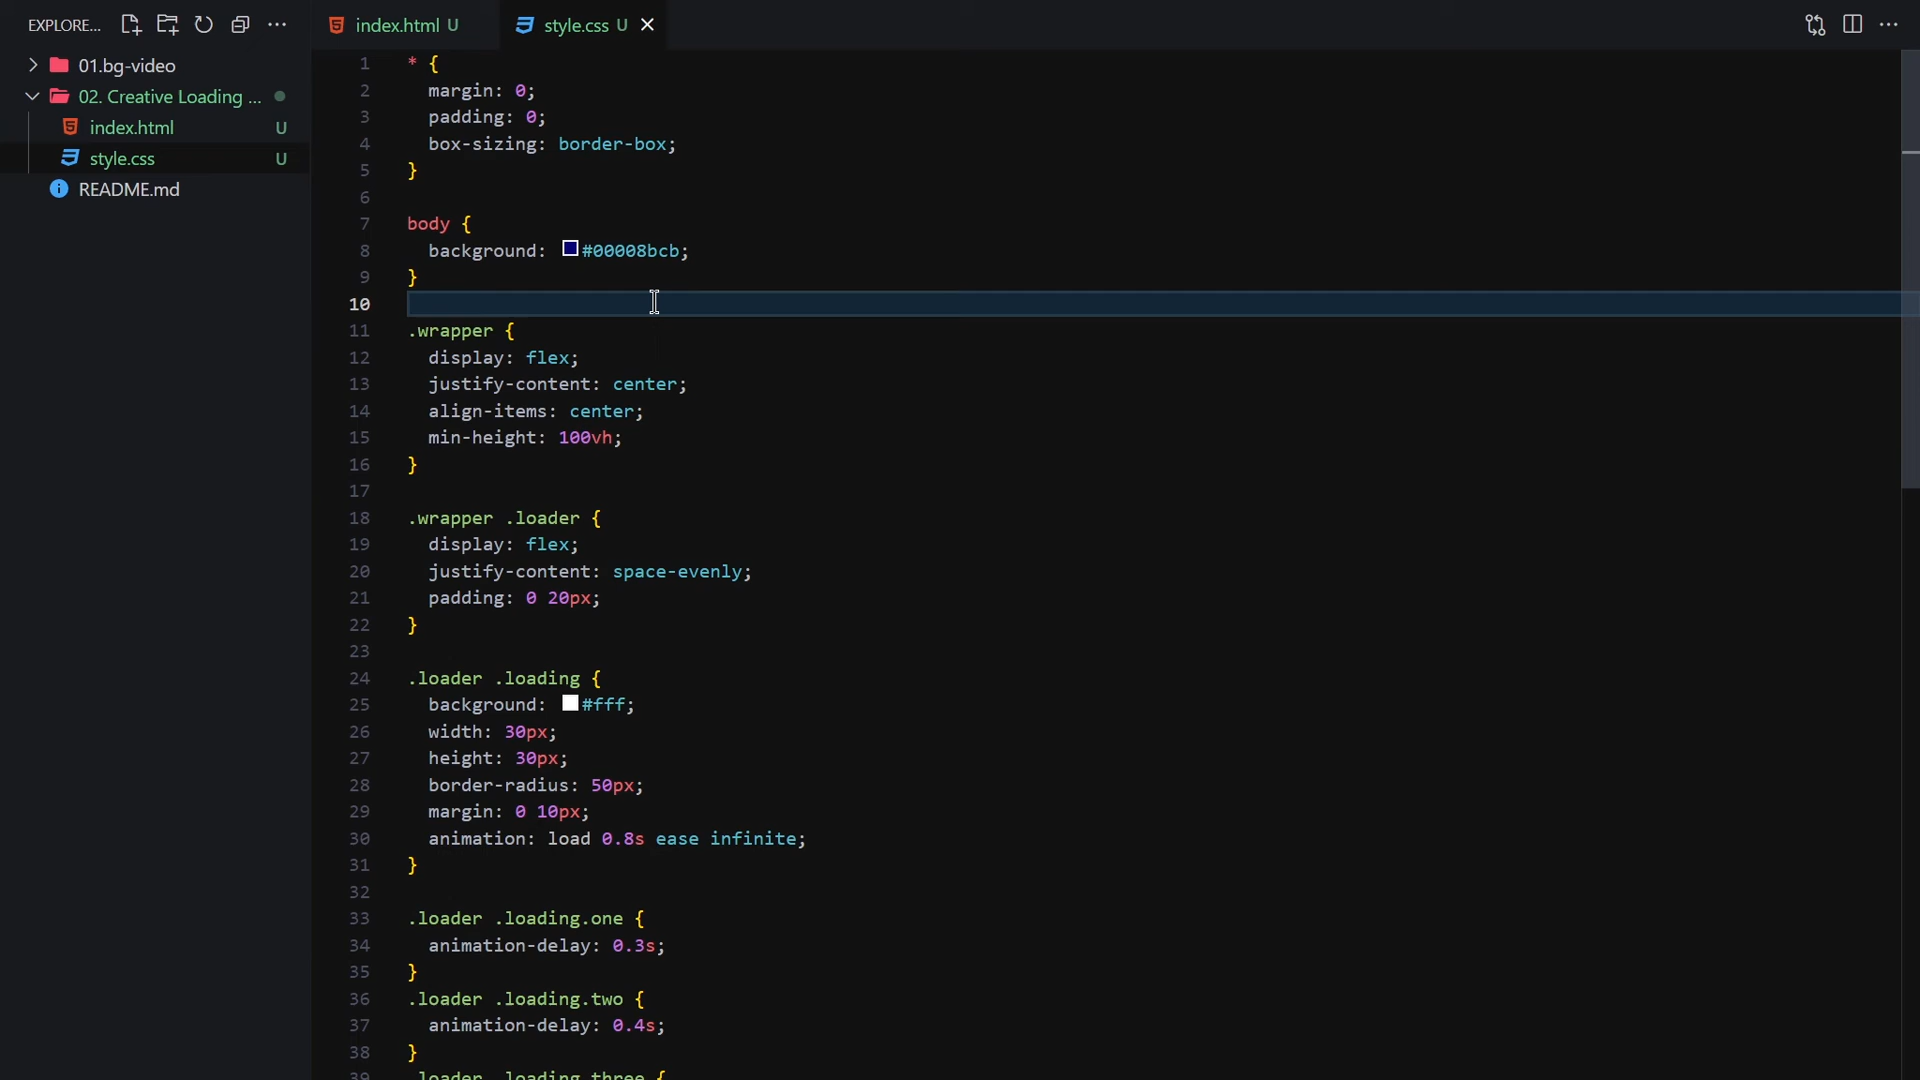 EXPLORE...
index.html U
style.css U
01.bg-video
02. Creative Loading ...
index.html U
style.css U
README.md
1 * {
2 margin: 0;
3 padding: 0;
4 box-sizing: border-box;
5 }
6
7 body {
8 background: #00008bcb;
9 }
10
11 .wrapper {
12 display: flex;
13 justify-content: center;
14 align-items: center;
15 min-height: 100vh;
16 }
17
18 .wrapper .loader {
19 display: flex;
20 justify-content: space-evenly;
21 padding: 0 20px;
22 }
23
24 .loader .loading {
25 background: #fff;
26 width: 30px;
27 height: 30px;
28 border-radius: 50px;
29 margin: 0 10px;
30 animation: load 0.8s ease infinite;
31 }
32
33 .loader .loading.one {
34 animation-delay: 0.3s;
35 }
36 .loader .loading.two {
37 animation-delay: 0.4s;
38 }
39 .loader .loading.three {